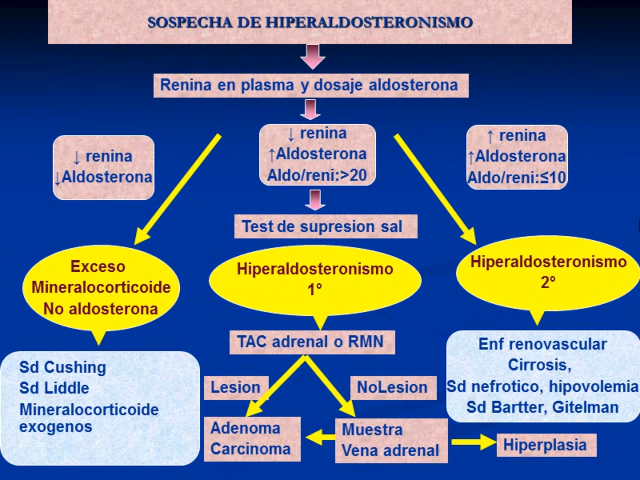 SOSPECHA DE HIPERALDOSTERONISMO
Renina en plasma y dosaje aldosterona
↓ renina
↓Aldosterona
↓ renina
↑Aldosterona
Aldo/reni:>20
↑ renina
↑Aldosterona
Aldo/reni:≤10
Test de supresion sal
Exceso
Mineralocorticoide
No aldosterona
Hiperaldosteronismo
1°
Hiperaldosteronismo
2°
Sd Cushing
Sd Liddle
Mineralocorticoide
exogenos
TAC adrenal o RMN
Enf renovascular
Cirrosis,
Sd nefrotico, hipovolemia
Sd Bartter, Gitelman
Lesion
NoLesion
Adenoma
Carcinoma
Muestra
Vena adrenal
Hiperplasia